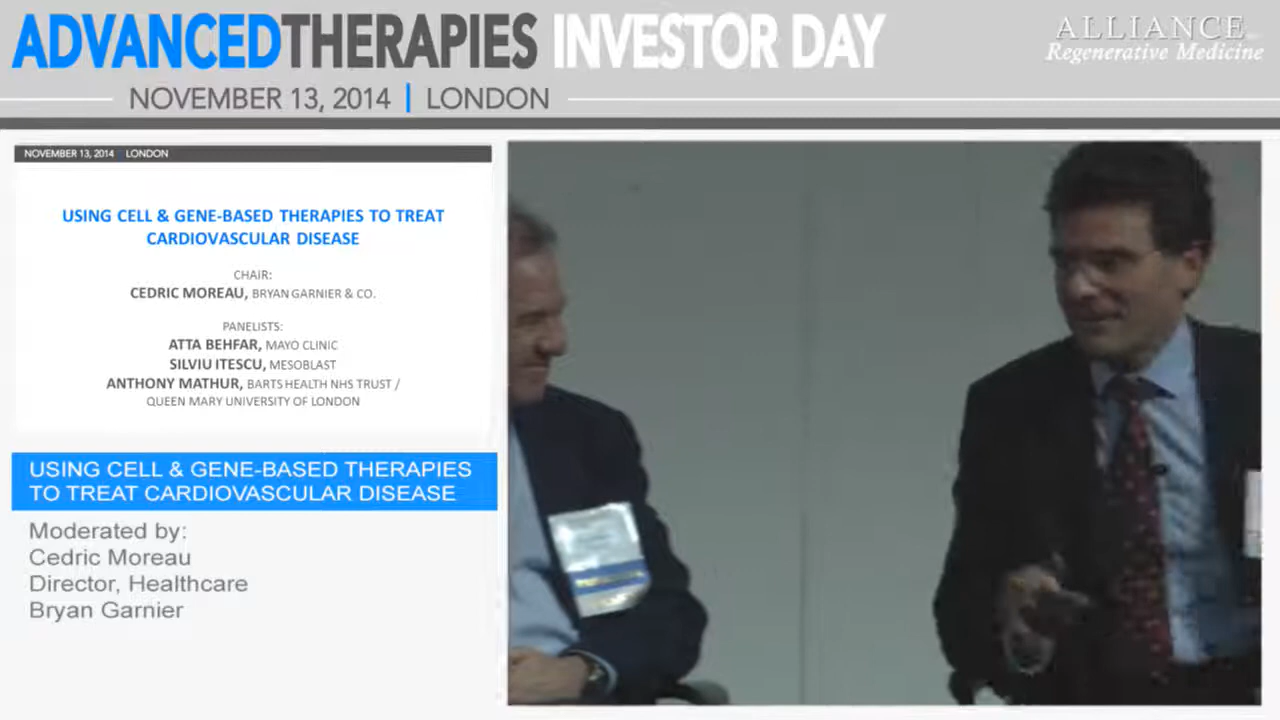 ADVANCEDTHERAPIES INVESTOR DAY
NOVEMBER 13, 2014 | LONDON
ALLIANCE
Regenerative Medicine
NOVEMBER 13, 2014 | LONDON
USING CELL & GENE-BASED THERAPIES TO TREAT
CARDIOVASCULAR DISEASE
CHAIR:
CEDRIC MOREAU, BRYAN GARNIER & CO.
PANELISTS:
ATTA BEHFAR, MAYO CLINIC
SILVIU ITESCU, MESOBLAST
ANTHONY MATHUR, BARTS HEALTH NHS TRUST /
QUEEN MARY UNIVERSITY OF LONDON
USING CELL & GENE-BASED THERAPIES
TO TREAT CARDIOVASCULAR DISEASE
Moderated by:
Cedric Moreau
Director, Healthcare
Bryan Garnier